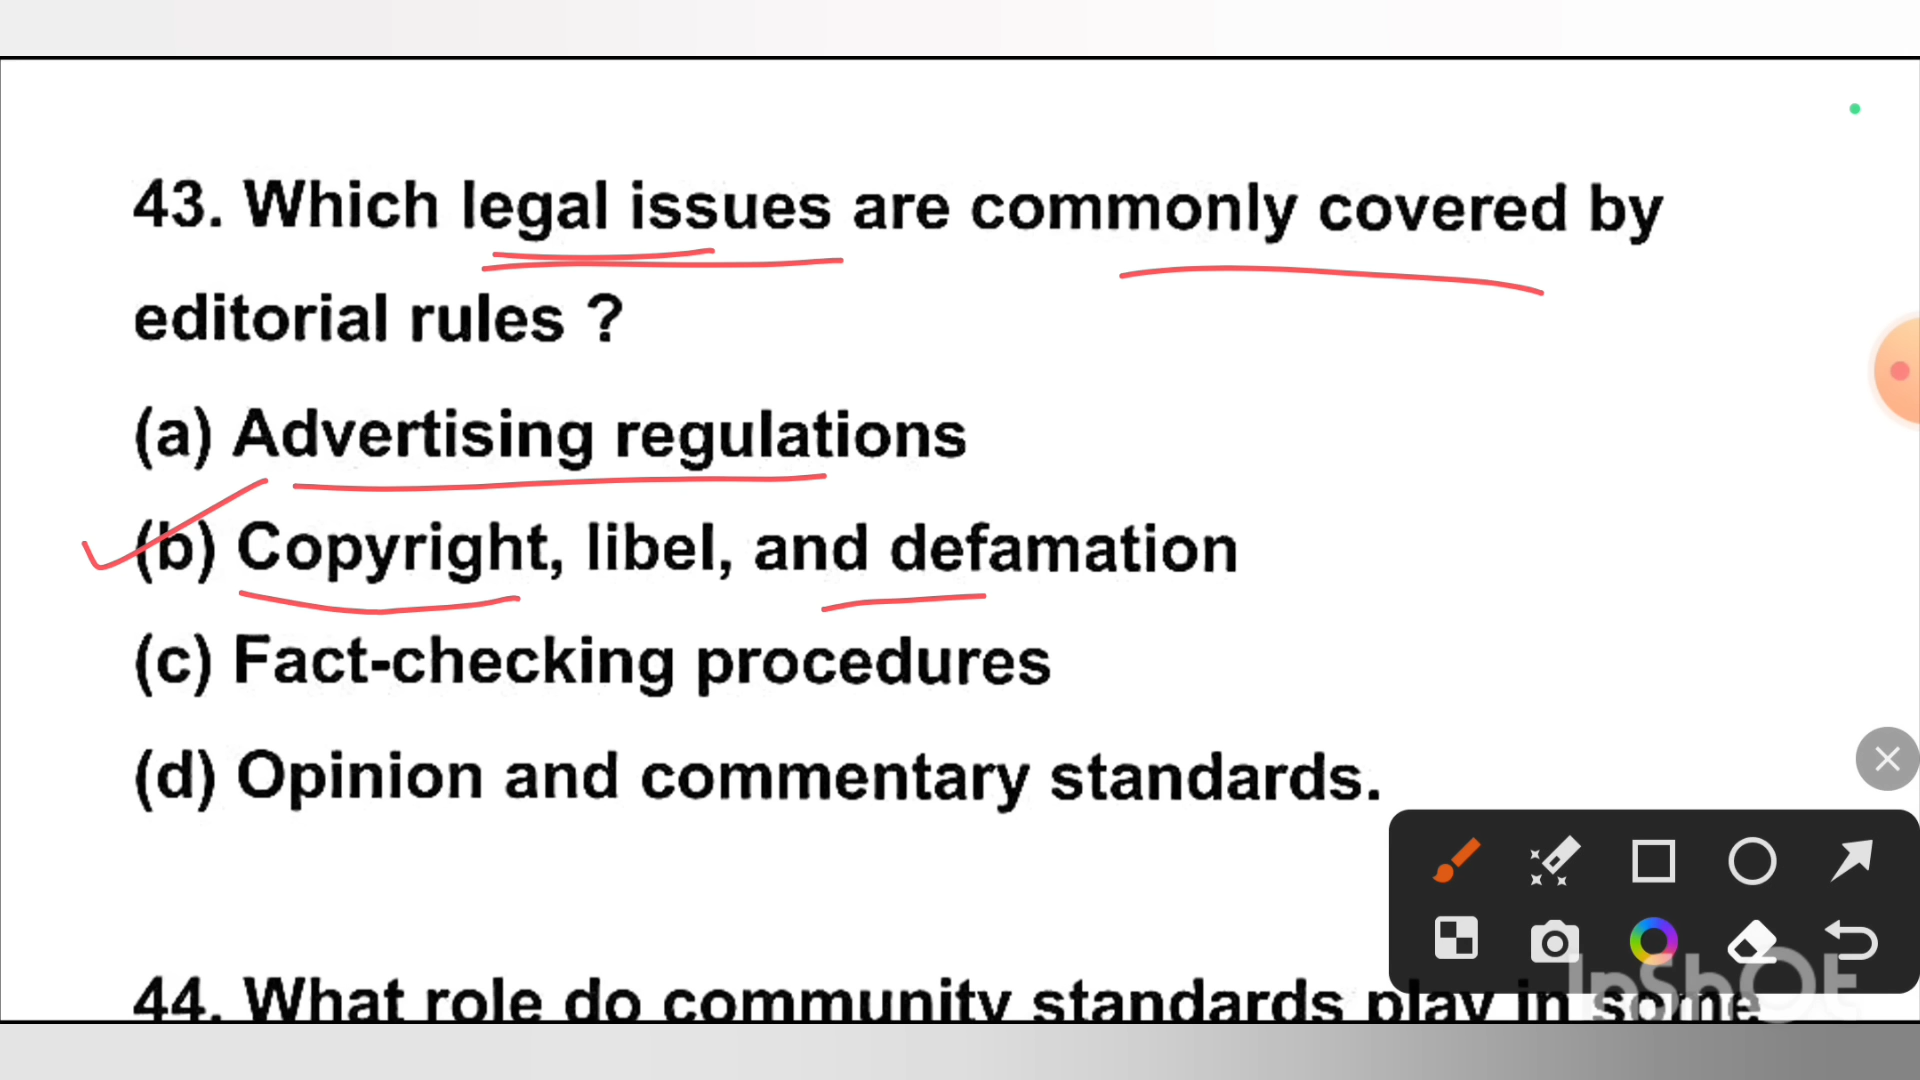 43. Which legal issues are commonly covered by
editorial rules ?
(a) Advertising regulations
(b) Copyright, libel, and defamation
(c) Fact-checking procedures
(d) Opinion and commentary standards.
44. What role do community standards play in some
InShOt